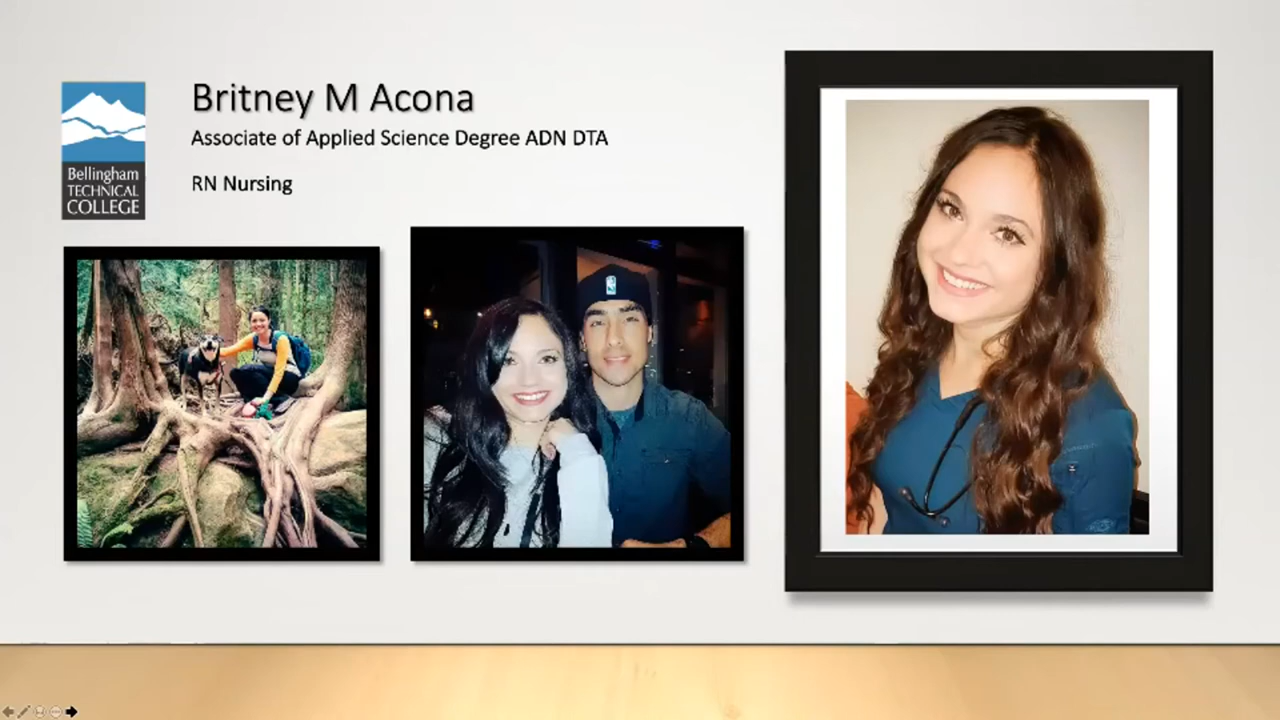 Britney M Acona
Associate of Applied Science Degree ADN DTA
RN Nursing
Bellingham
TECHNICAL
COLLEGE